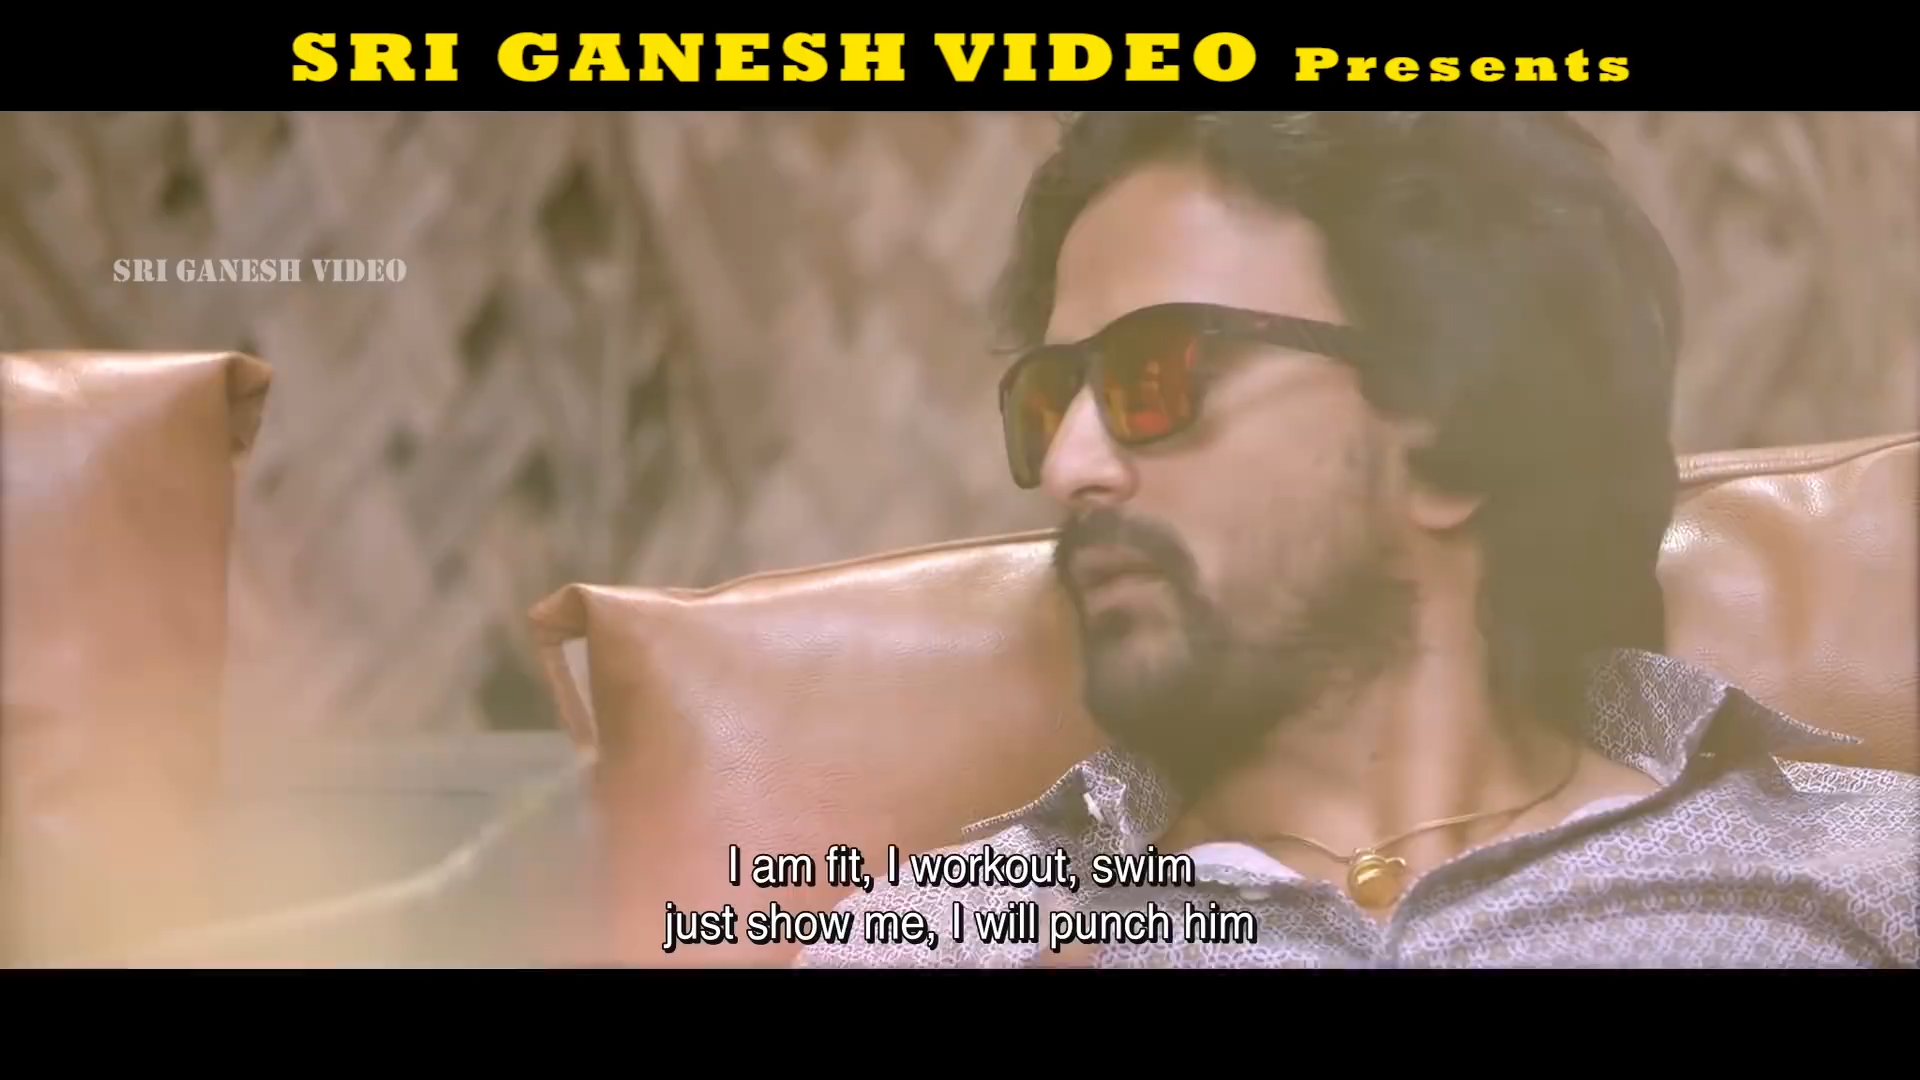 SRI GANESH VIDEO Presents
SRI GANESH VIDEO
I am fit, I workout, swim
just show me, I will punch him